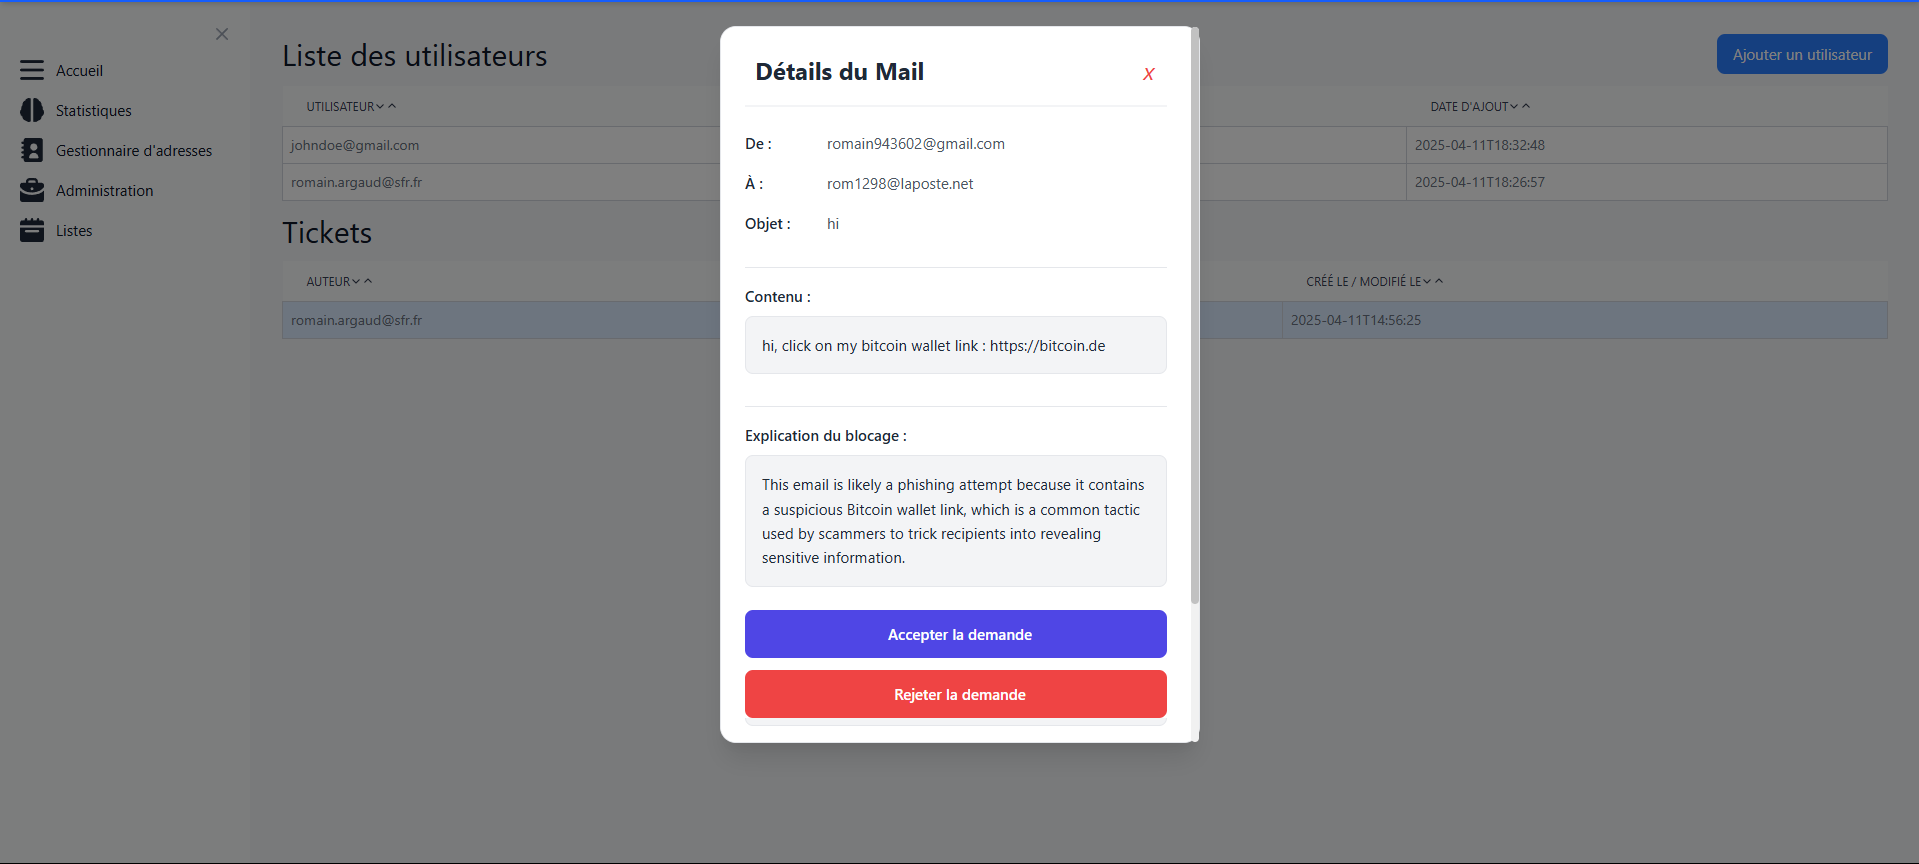 Accueil
Statistiques
Gestionnaire d'adresses
Administration
Listes
Liste des utilisateurs
Ajouter un utilisateur
UTILISATEUR
DATE D'AJOUT
johndoe@gmail.com
2025-04-11T18:32:48
romain.argaud@sfr.fr
2025-04-11T18:26:57
Tickets
AUTEUR
CRÉÉ LE / MODIFIÉ LE
romain.argaud@sfr.fr
2025-04-11T14:56:25
Détails du Mail
X
De : romain943602@gmail.com
À : rom1298@laposte.net
Objet : hi
Contenu :
hi, click on my bitcoin wallet link : https://bitcoin.de
Explication du blocage :
This email is likely a phishing attempt because it contains
a suspicious Bitcoin wallet link, which is a common tactic
used by scammers to trick recipients into revealing
sensitive information.
Accepter la demande
Rejeter la demande